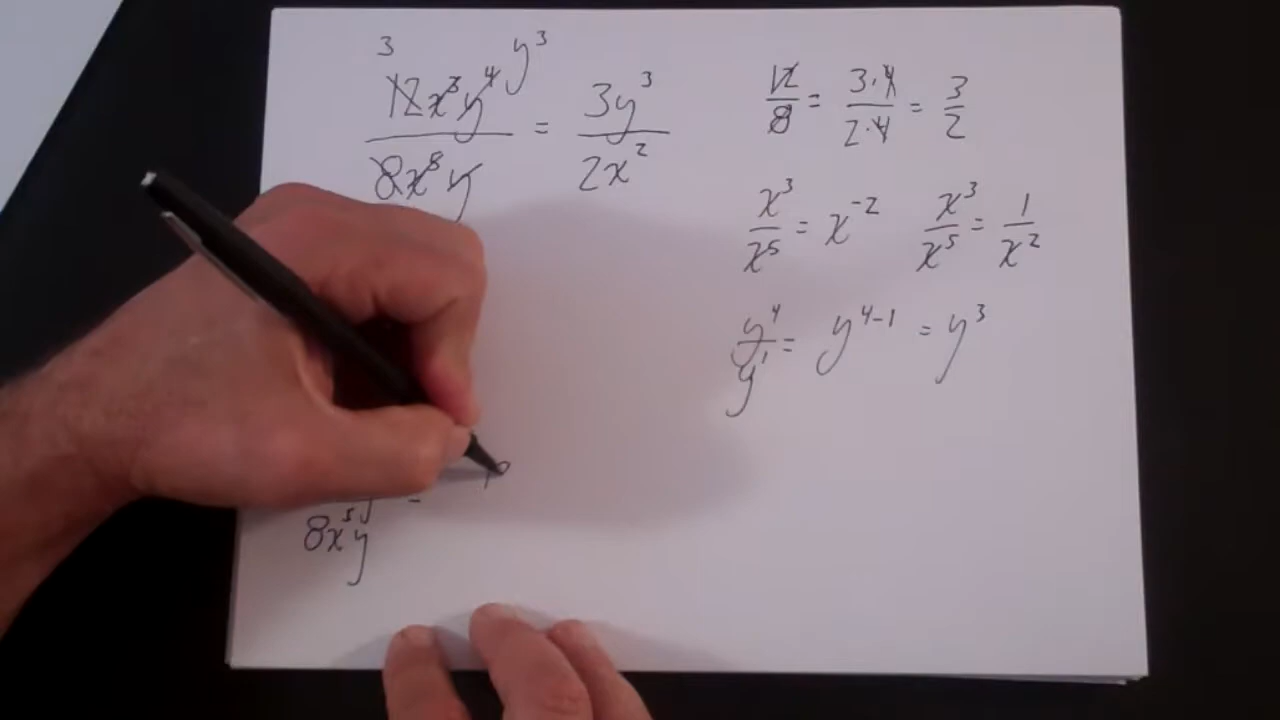 3 y³
12x³y⁴ / 8x⁸y = 3y³ / 2x²
12/8 = 3·4 / 2·4 = 3/2
x³/x⁵ = x⁻² x³/x⁵ = 1/x²
y⁴/y¹ = y⁴⁻¹ = y³
8x⁵y